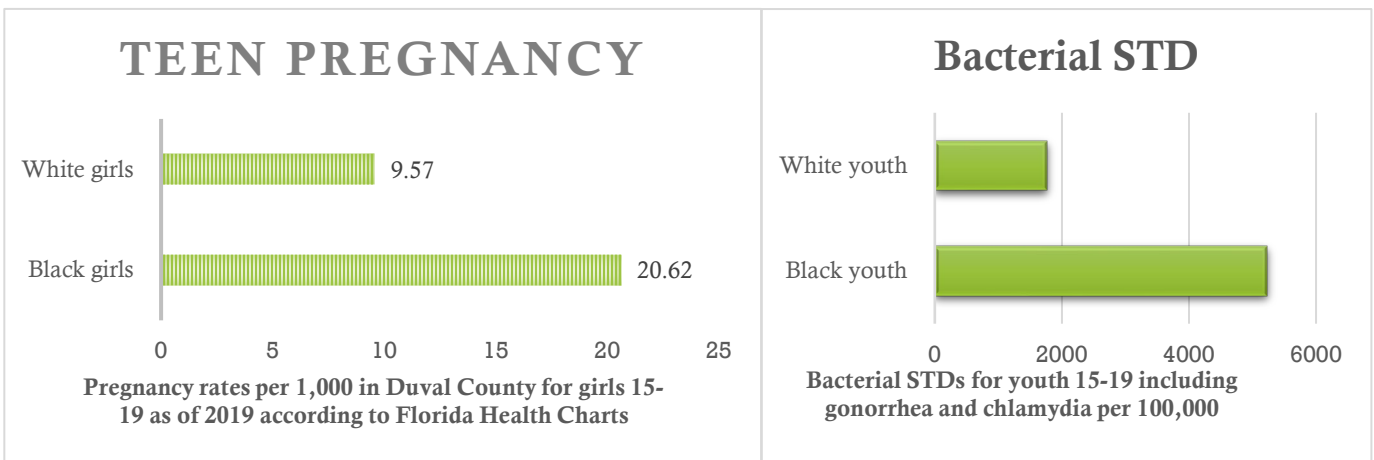 TEEN PREGNANCY
White girls
9.57
Black girls
20.62
0 5 10 15 20 25
Pregnancy rates per 1,000 in Duval County for girls 15-
19 as of 2019 according to Florida Health Charts
Bacterial STD
White youth
Black youth
0 2000 4000 6000
Bacterial STDs for youth 15-19 including
gonorrhea and chlamydia per 100,000